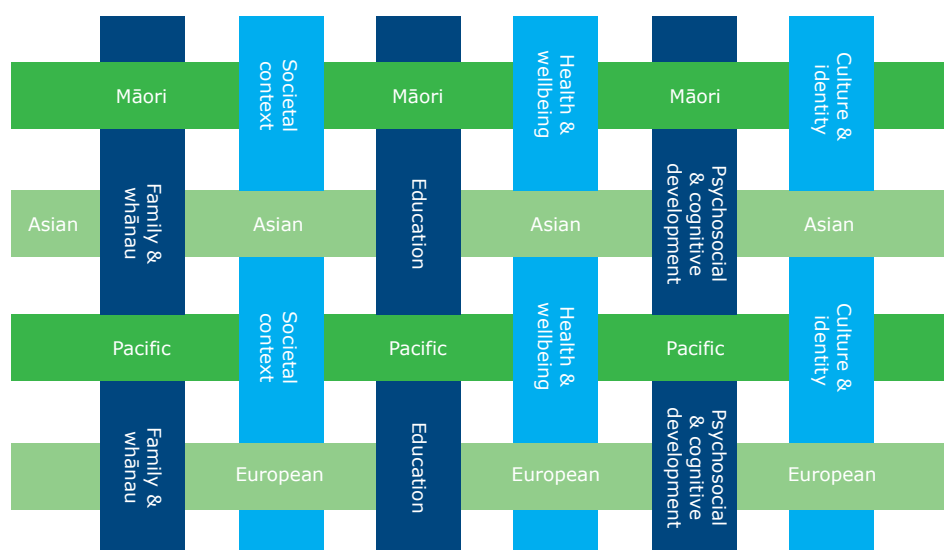 Māori
Societal
context
Māori
Health &
wellbeing
Māori
Culture &
identity
Asian
Family &
whānau
Asian
Education
Asian
Psychosocial
& cognitive
development
Asian
Pacific
Societal
context
Pacific
Health &
wellbeing
Pacific
Culture &
identity
Family &
whānau
European
Education
European
Psychosocial
& cognitive
development
European